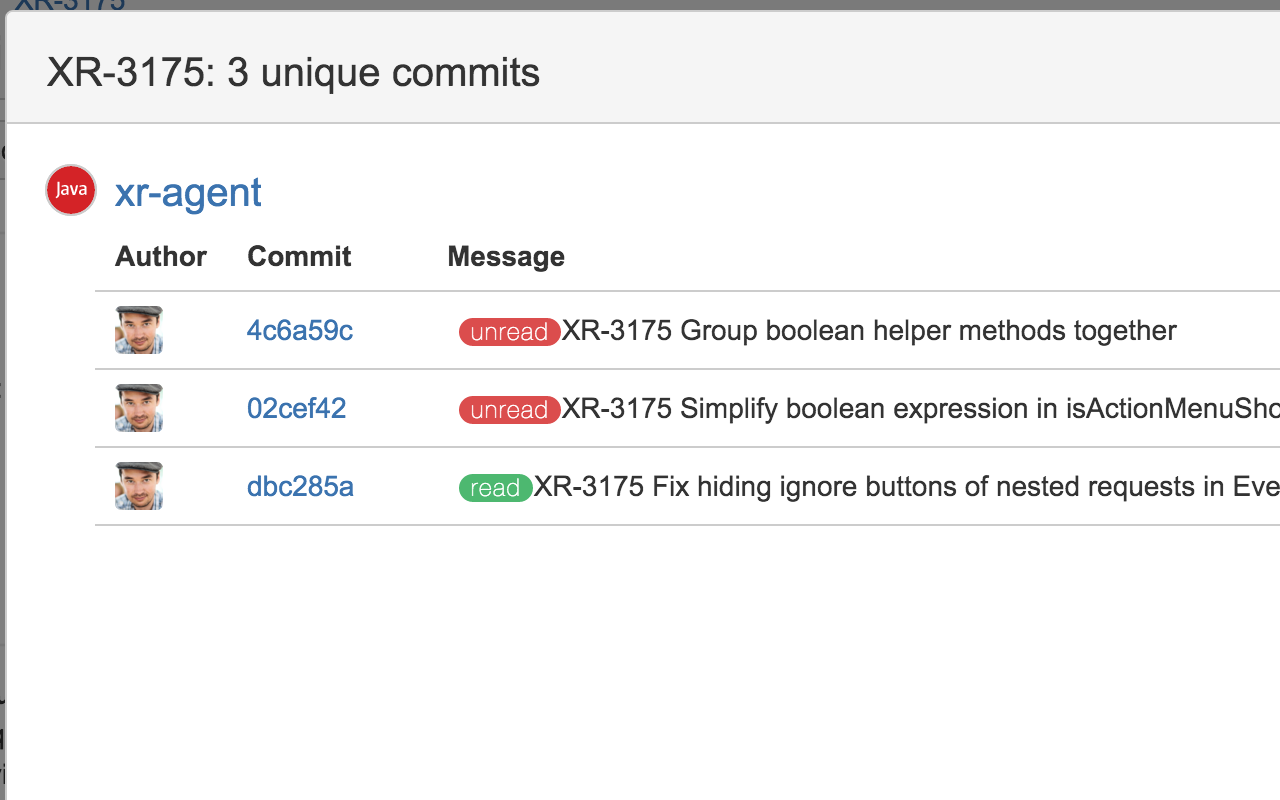 XR-3175
XR-3175: 3 unique commits
Java xr-agent
Author Commit Message
4c6a59c unread XR-3175 Group boolean helper methods together
02cef42 unread XR-3175 Simplify boolean expression in isActionMenuSho
dbc285a read XR-3175 Fix hiding ignore buttons of nested requests in Eve